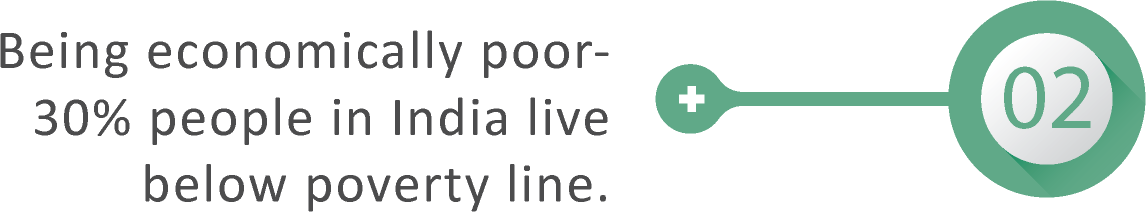 Being economically poor-
30% people in India live
below poverty line.
02